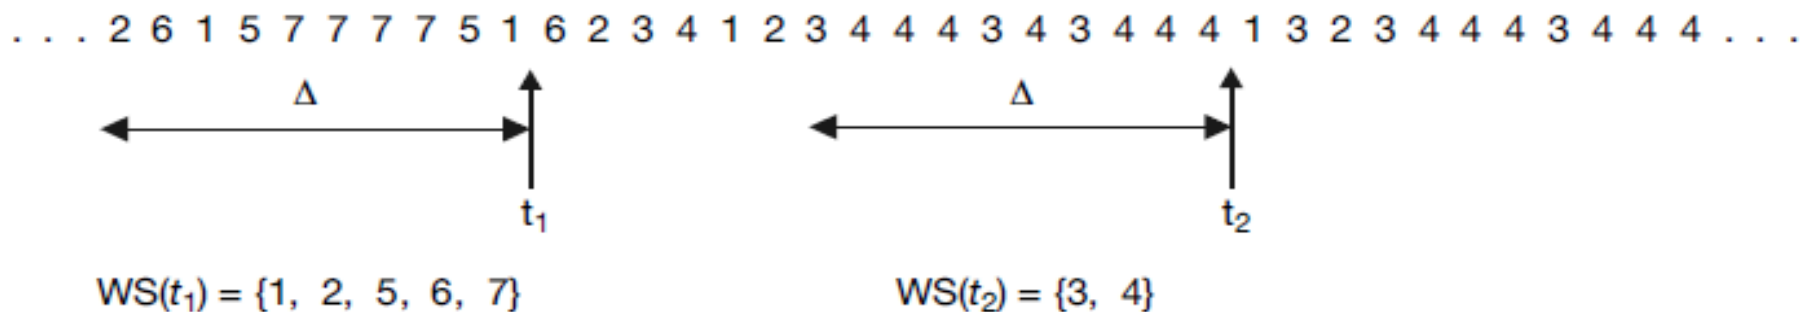 . . . 2 6 1 5 7 7 7 7 5 1 6 2 3 4 1 2 3 4 4 4 3 4 3 4 4 4 1 3 2 3 4 4 4 3 4 4 4 . . .
Δ Δ
t₁ t₂
WS(t₁) = {1, 2, 5, 6, 7} WS(t₂) = {3, 4}